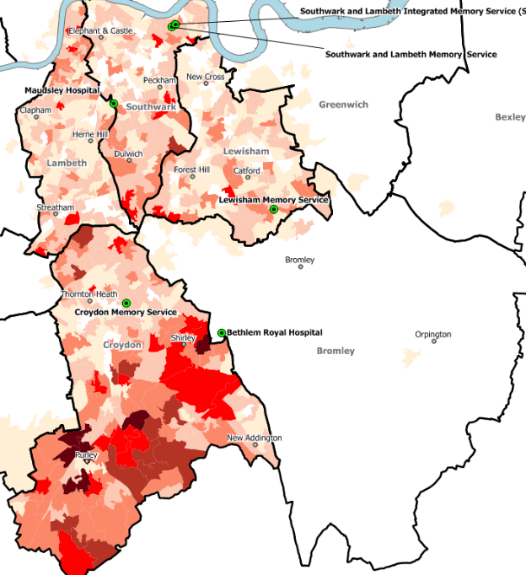 Southwark and Lambeth Integrated Memory Service (S
Elephant & Castle
Southwark and Lambeth Memory Service
Peckham
New Cross
Maudsley Hospital
Southwark
Greenwich
Clapham
Bexley
Herne Hill
Dulwich
Lewisham
Lambeth
Forest Hill
Catford
Lewisham Memory Service
Streatham
Bromley
Thornton Heath
Croydon Memory Service
Bethlem Royal Hospital
Shirley
Orpington
Croydon
Bromley
New Addington
Purley